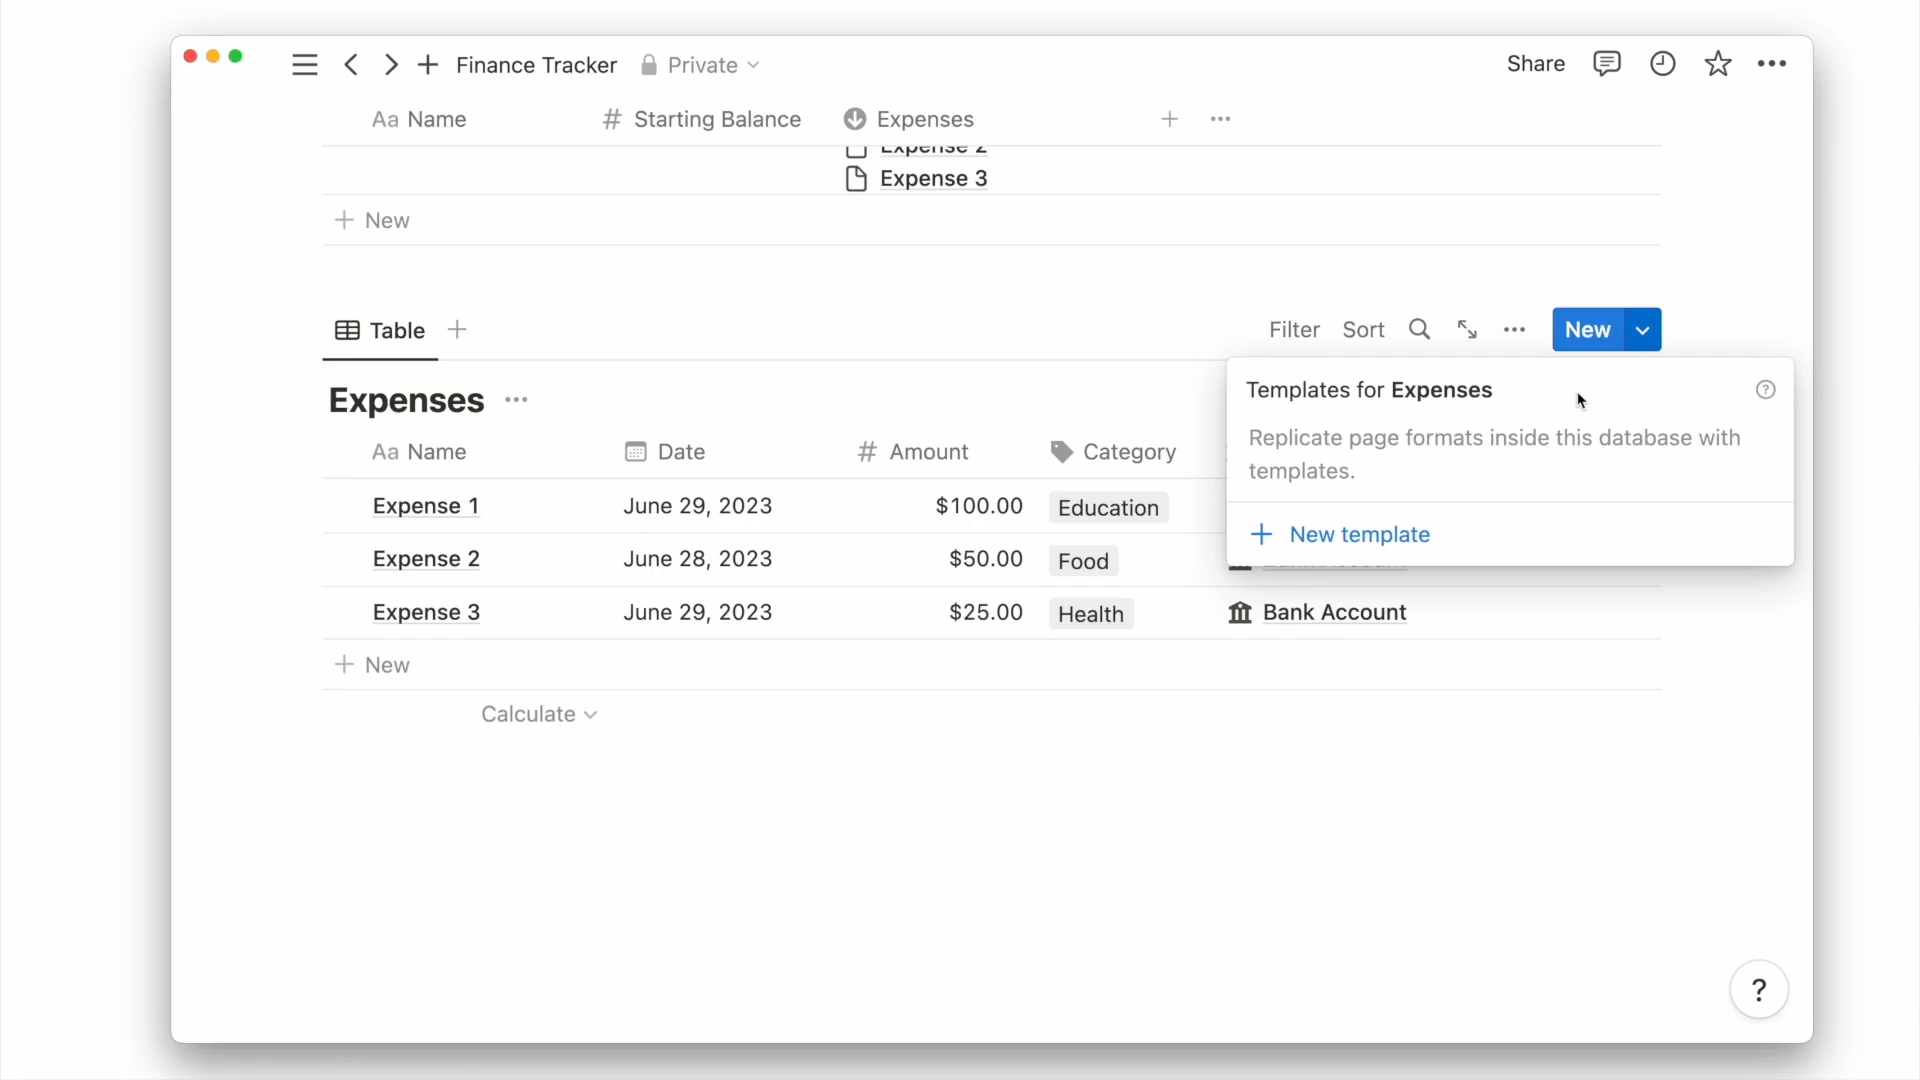 Finance Tracker Private
Share
Aa Name # Starting Balance Expenses
Expense 2
Expense 3
New
Table
Filter Sort New
Templates for Expenses
Replicate page formats inside this database with
templates.
New template
Expenses
Aa Name Date # Amount Category
Expense 1 June 29, 2023 $100.00 Education
Expense 2 June 28, 2023 $50.00 Food
Expense 3 June 29, 2023 $25.00 Health Bank Account
New
Calculate
?